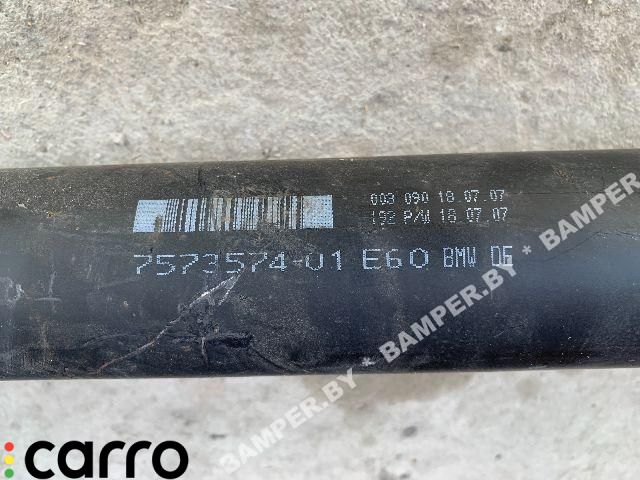 003 090 18.07.07
192 P/W 18.07.07
7573574-01 E60 BMW DG
BAMPER.BY * BAMPER.BY * BAMPER.BY
carro